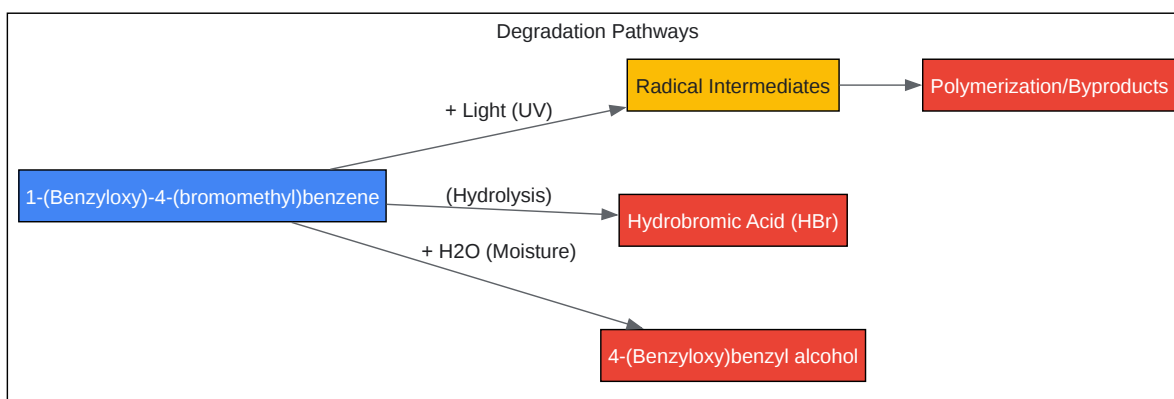 Degradation Pathways
Radical Intermediates
Polymerization/Byproducts
+ Light (UV)
1-(Benzyloxy)-4-(bromomethyl)benzene
(Hydrolysis)
Hydrobromic Acid (HBr)
+ H2O (Moisture)
4-(Benzyloxy)benzyl alcohol